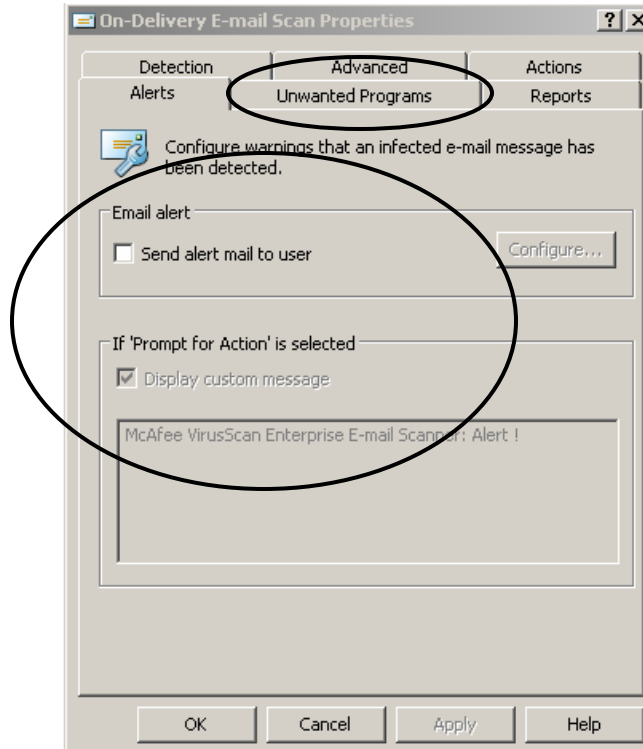 On-Delivery E-mail Scan Properties
Detection Advanced Actions
Alerts Unwanted Programs Reports
Configure warnings that an infected e-mail message has
been detected.
Email alert
Send alert mail to user Configure...
If 'Prompt for Action' is selected
Display custom message
McAfee VirusScan Enterprise E-mail Scanner: Alert !
OK Cancel Apply Help